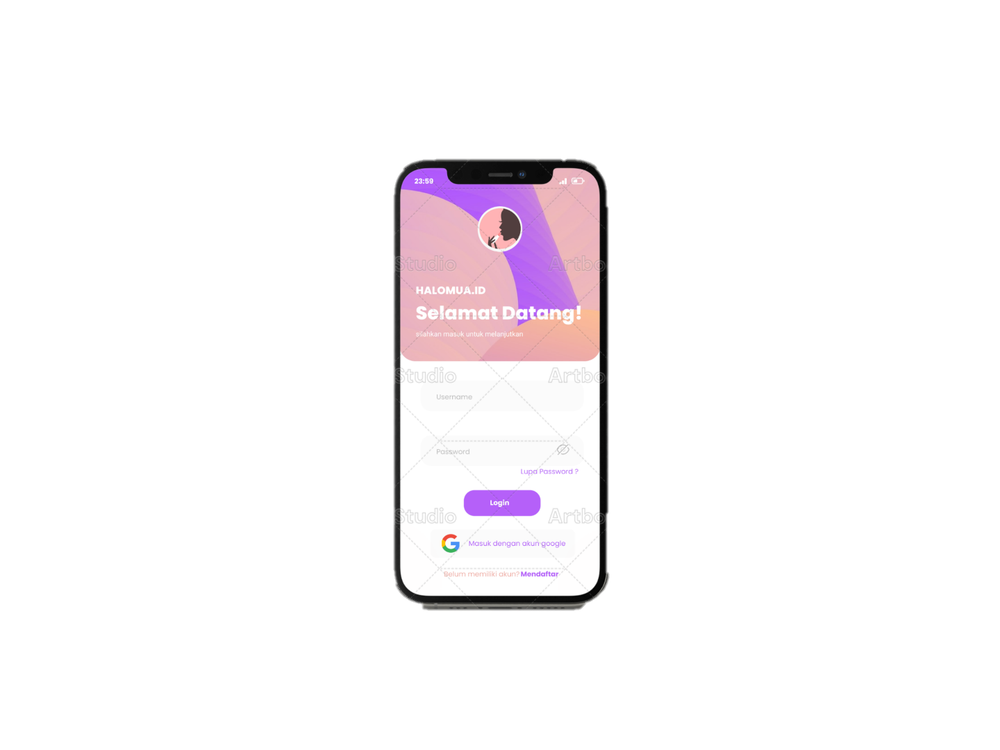 23:59
HALOMUA.ID
Selamat Datang!
silahkan masuk untuk melanjutkan
Studio Artbo
Studio Artbo
Username
Password
Lupa Password ?
Login
Studio Artbo
Masuk dengan akun google
Belum memiliki akun? Mendaftar